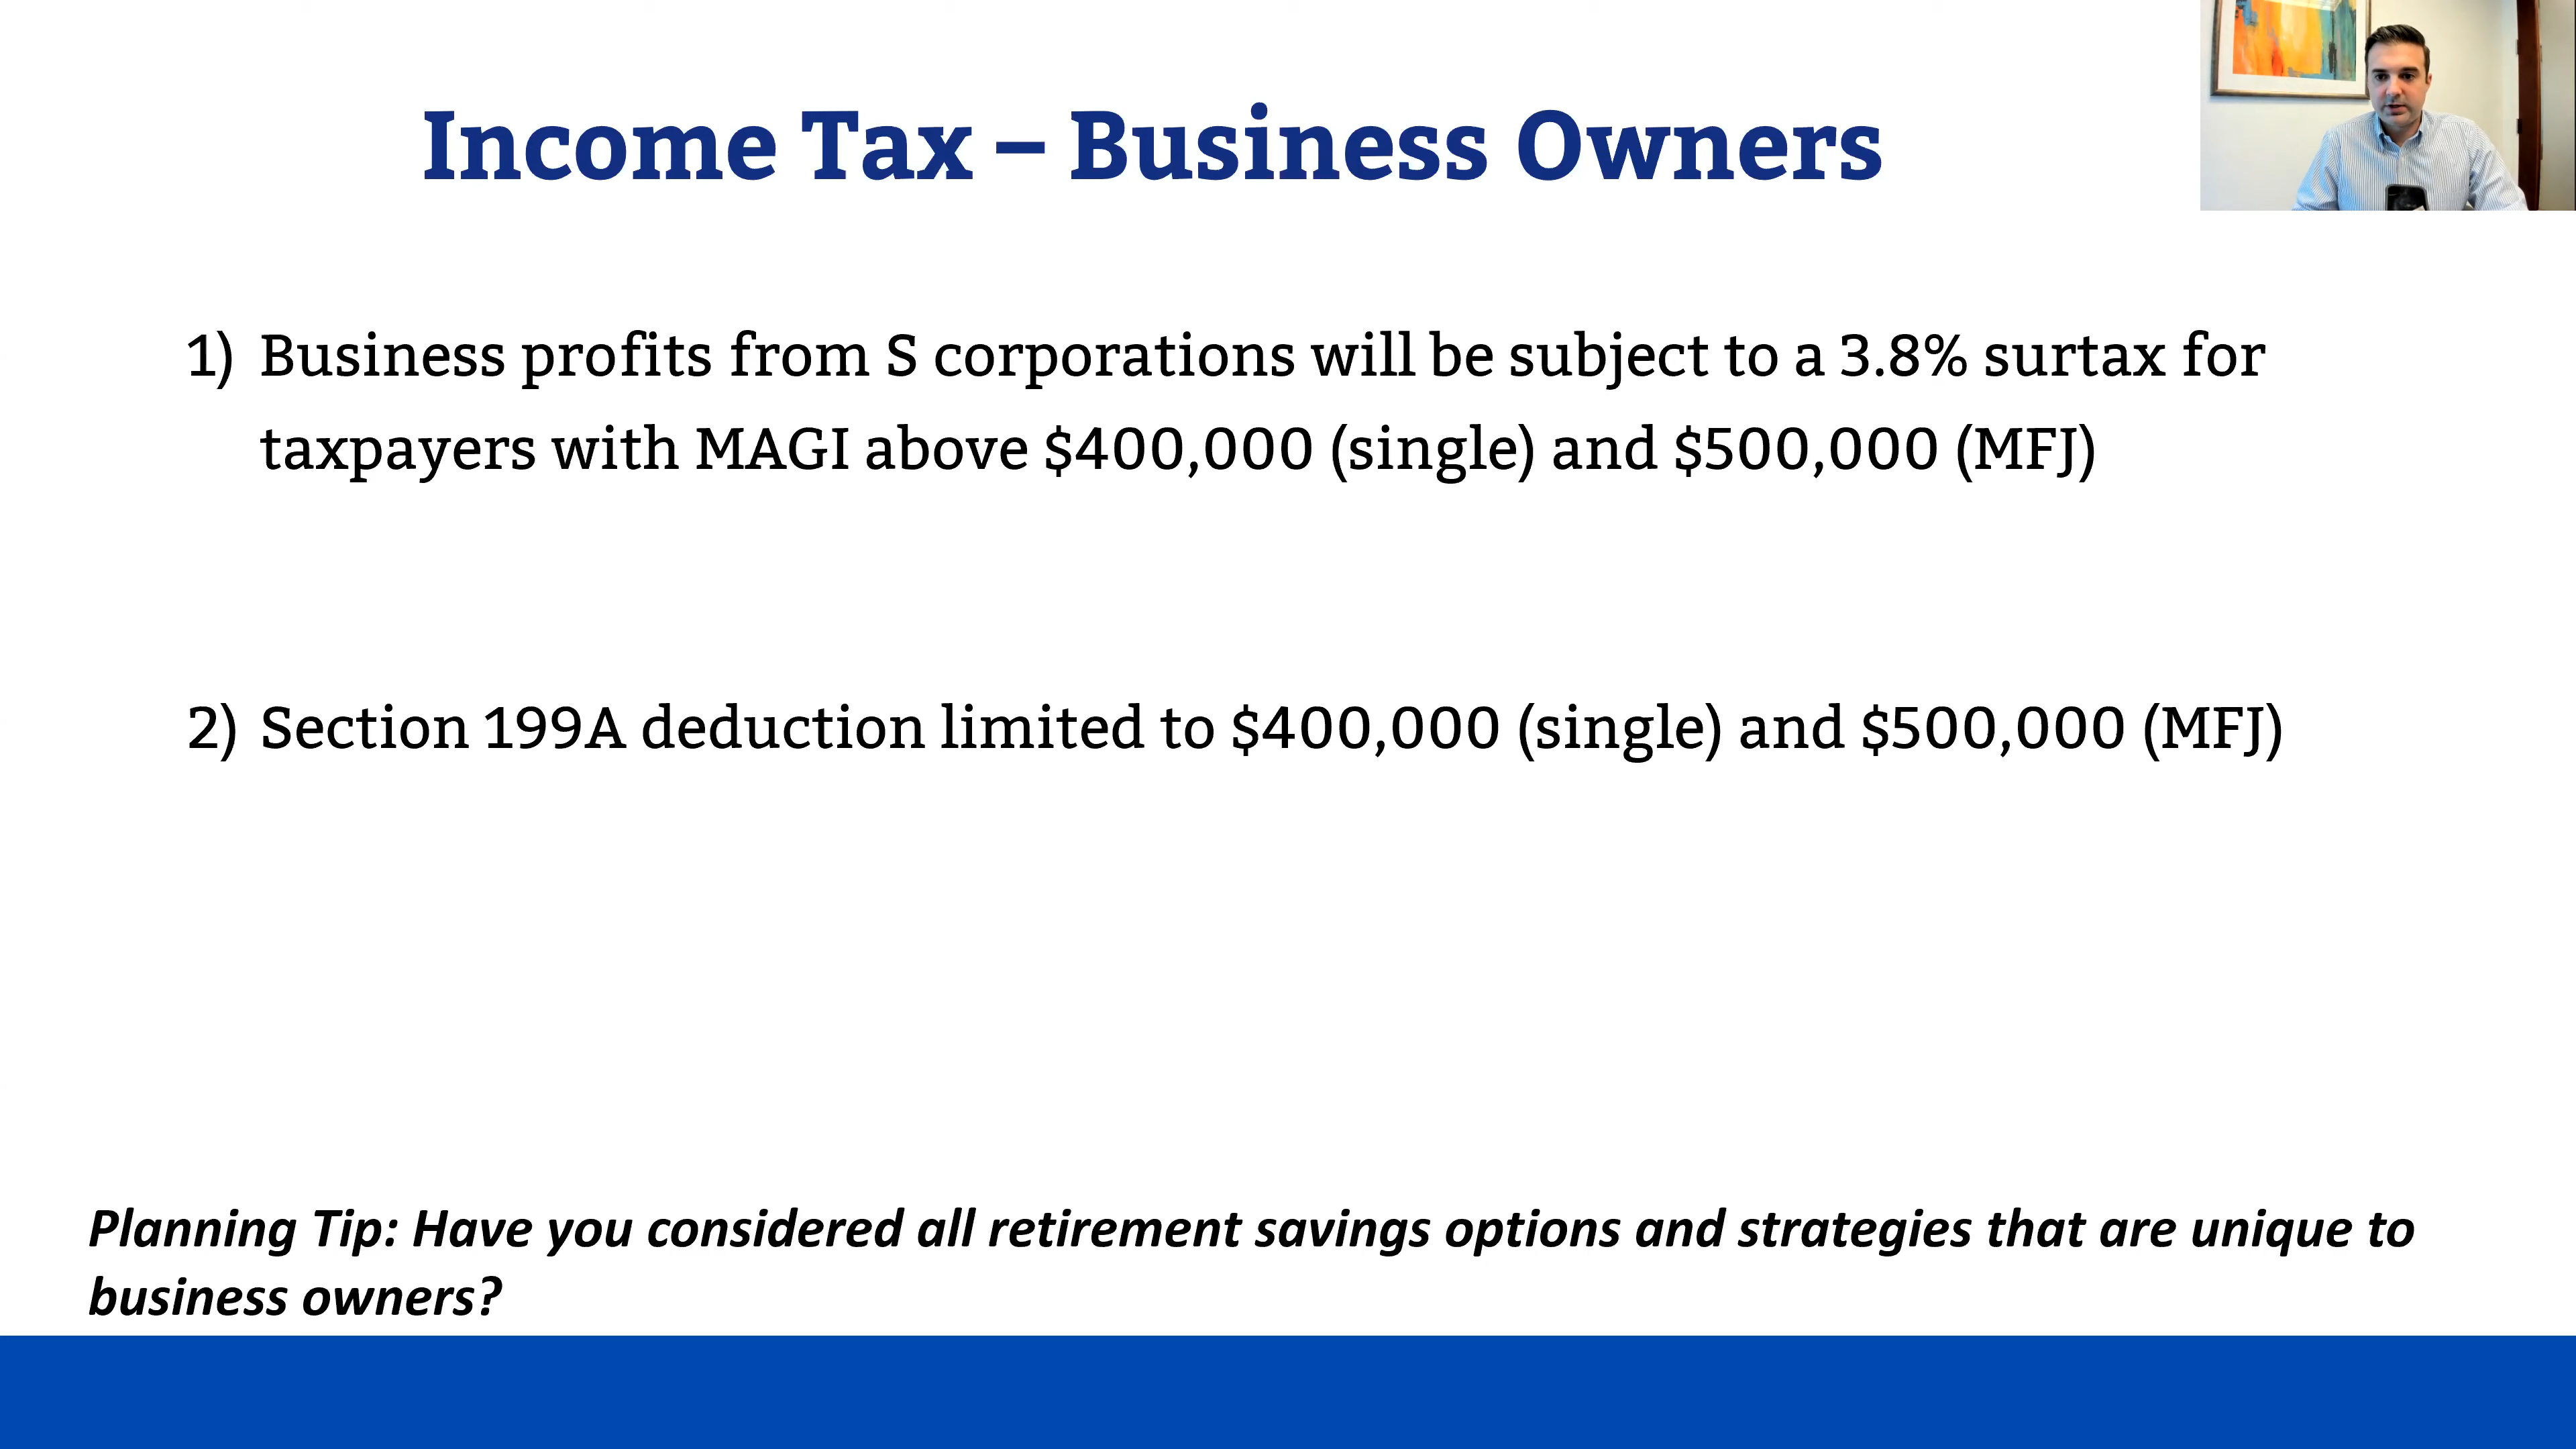 Income Tax – Business Owners
1) Business profits from S corporations will be subject to a 3.8% surtax for
taxpayers with MAGI above $400,000 (single) and $500,000 (MFJ)
2) Section 199A deduction limited to $400,000 (single) and $500,000 (MFJ)
Planning Tip: Have you considered all retirement savings options and strategies that are unique to
business owners?